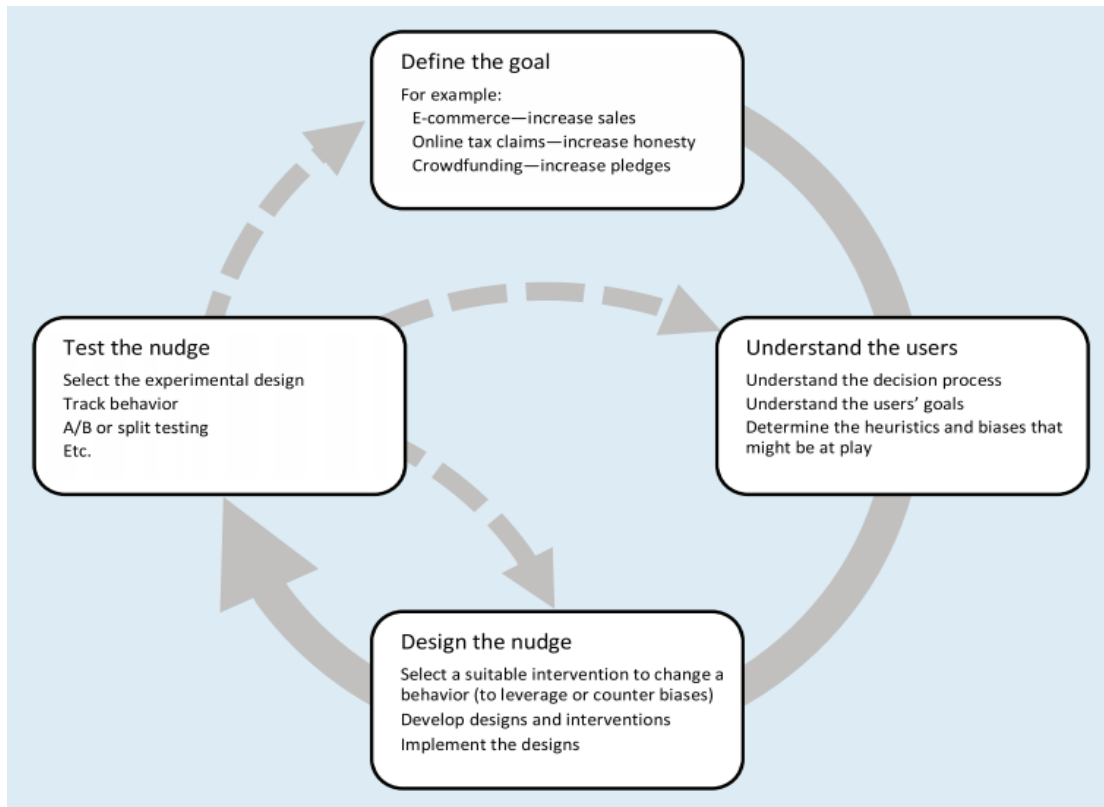 Define the goal
For example:
E-commerce—increase sales
Online tax claims—increase honesty
Crowdfunding—increase pledges
Test the nudge
Select the experimental design
Track behavior
A/B or split testing
Etc.
Understand the users
Understand the decision process
Understand the users’ goals
Determine the heuristics and biases that
might be at play
Design the nudge
Select a suitable intervention to change a
behavior (to leverage or counter biases)
Develop designs and interventions
Implement the designs